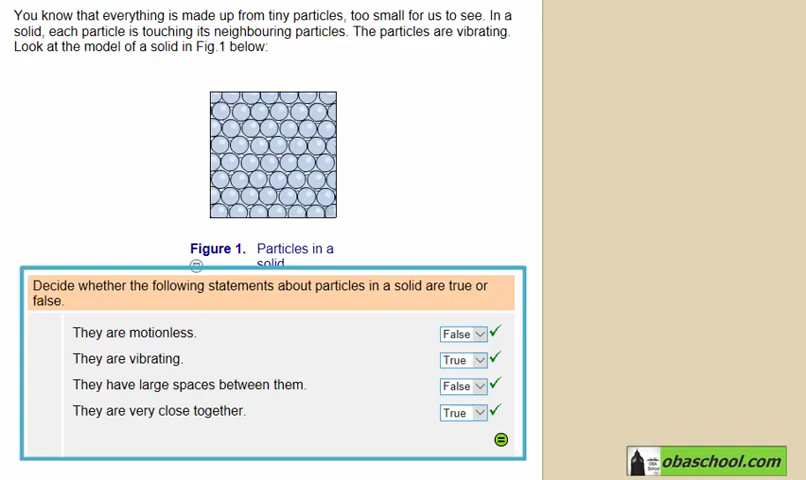 You know that everything is made up from tiny particles, too small for us to see. In a
solid, each particle is touching its neighbouring particles. The particles are vibrating.
Look at the model of a solid in Fig.1 below:
Figure 1. Particles in a
solid
Decide whether the following statements about particles in a solid are true or
false.
They are motionless. False
They are vibrating. True
They have large spaces between them. False
They are very close together. True
obaschool.com